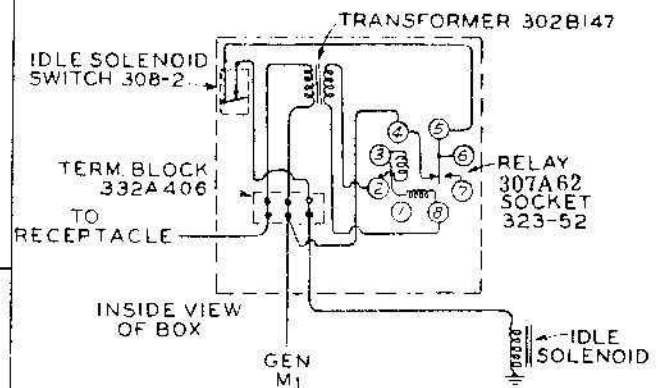 TRANSFORMER 302B147
IDLE SOLENOID
SWITCH 308-2
TERM. BLOCK
332A406
TO
RECEPTACLE
4
5
3
6
2
7
1
8
RELAY
307A62
SOCKET
323-52
INSIDE VIEW
OF BOX
GEN
M1
IDLE
SOLENOID